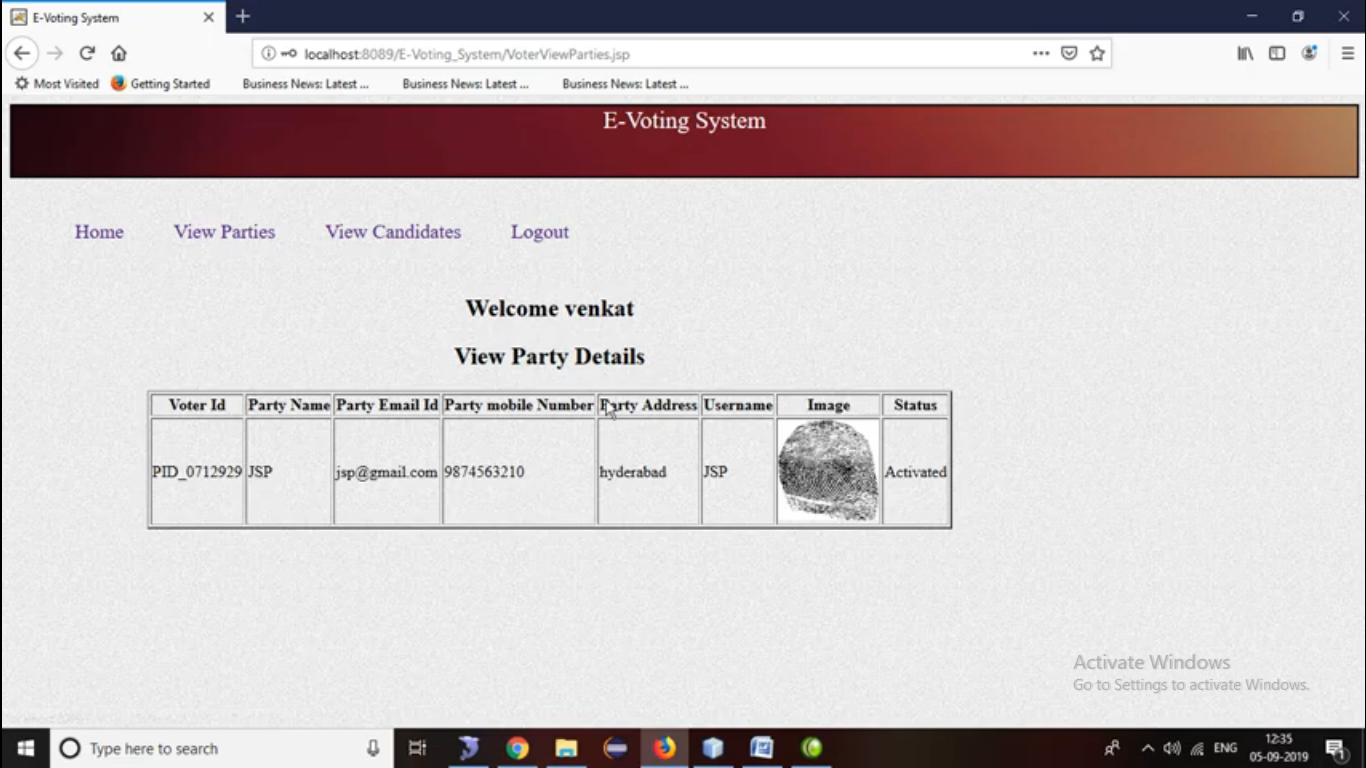 E-Voting System
localhost:8089/E-Voting_System/VoterViewParties.jsp
Most Visited Getting Started Business News: Latest ... Business News: Latest ... Business News: Latest ...
E-Voting System
Home View Parties View Candidates Logout
Welcome venkat
View Party Details
Voter Id Party Name Party Email Id Party mobile Number Party Address Username Image Status
PID_0712929 JSP jsp@gmail.com 9874563210 hyderabad JSP Activated
Activate Windows
Go to Settings to activate Windows.
Type here to search ENG 12:35
05-09-2019
1